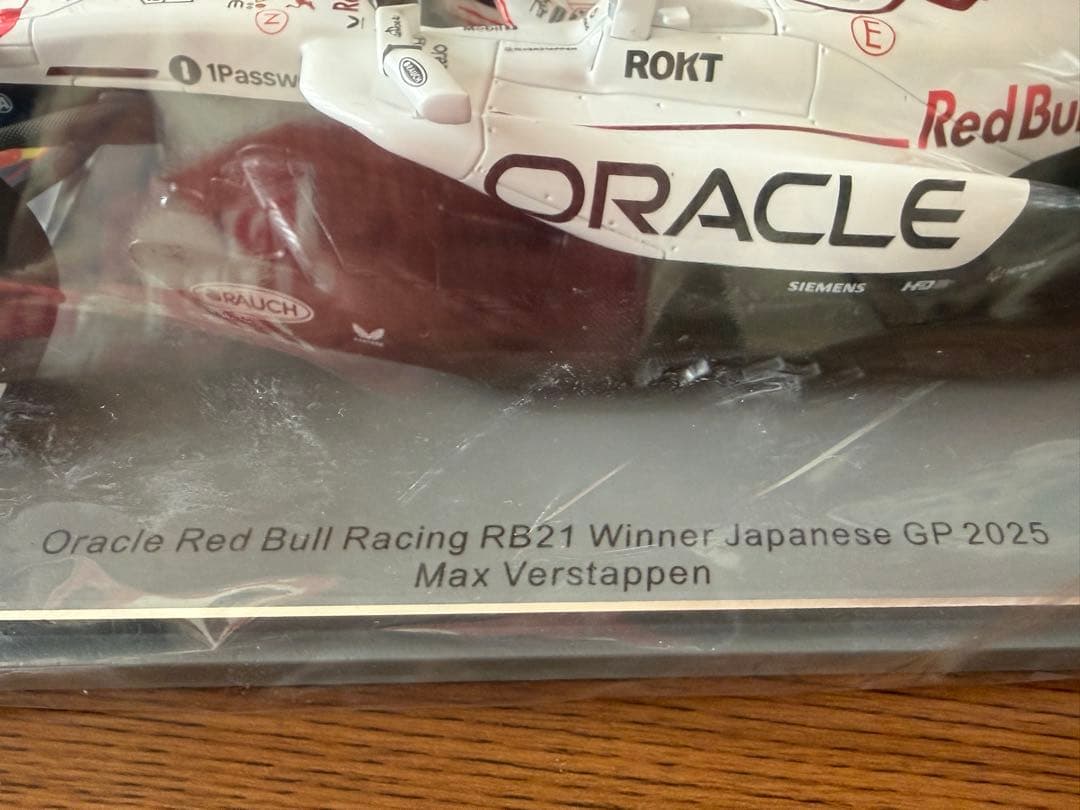 N
1Passw
E
ROKT
Red Bu
ORACLE
RAUCH
SIEMENS
Oracle Red Bull Racing RB21 Winner Japanese GP 2025
Max Verstappen